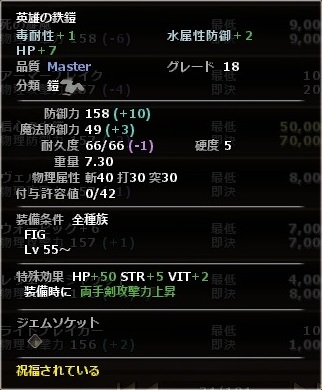 英雄の鉄鎧
毒耐性+1 水属性防御+2
HP+7
品質 Master グレード 18
分類 鎧
防御力 158 (+10)
魔法防御力 49 (+3)
耐久度 66/66 (-1) 硬度 5
重量 7.30
物理属性 斬40 打30 突30
付与許容値 0/42
装備条件 全種族
FIG
Lv 55～
特殊効果 HP+50 STR+5 VIT+2
装備時に 両手剣攻撃力上昇
ジェムソケット
祝福されている